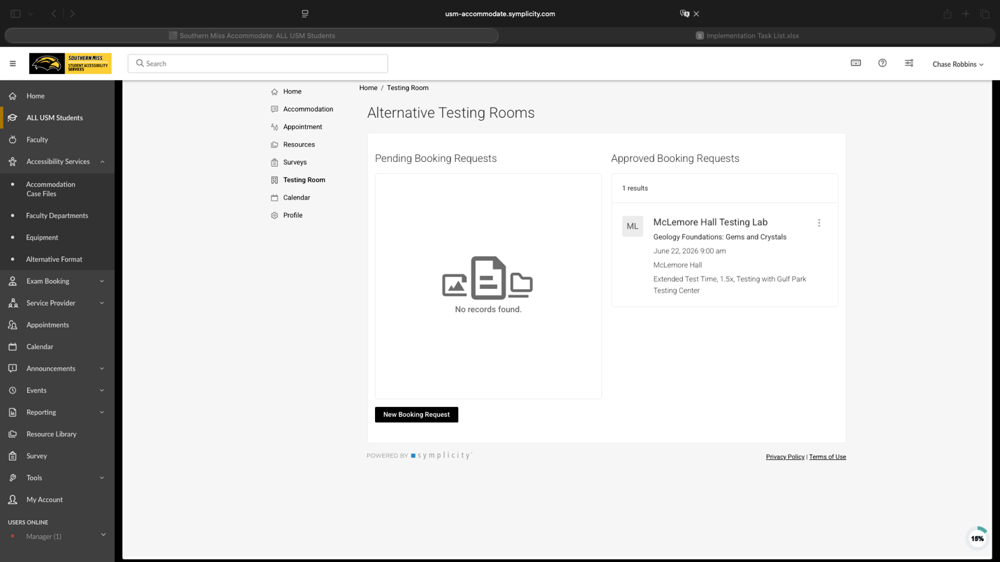 usm-accommodate.symplicity.com
Southern Miss Accommodate: ALL USM Students
S Implementation Task List.xlsx
SOUTHERN MISS
STUDENT ACCESSIBILITY
SERVICES
Search
Chase Robbins
Home
ALL USM Students
Faculty
Accessibility Services
Accommodation
Case Files
Faculty Departments
Equipment
Alternative Format
Exam Booking
Service Provider
Appointments
Calendar
Announcements
Events
Reporting
Resource Library
Survey
Tools
My Account
USERS ONLINE
Manager (1)
Home
Accommodation
Appointment
Resources
Surveys
Testing Room
Calendar
Profile
Home / Testing Room
Alternative Testing Rooms
Pending Booking Requests
No records found.
New Booking Request
Approved Booking Requests
1 results
ML
McLemore Hall Testing Lab
Geology Foundations: Gems and Crystals
June 22, 2026 9:00 am
McLemore Hall
Extended Test Time, 1.5x, Testing with Gulf Park
Testing Center
POWERED BY symplicity
Privacy Policy | Terms of Use
15%